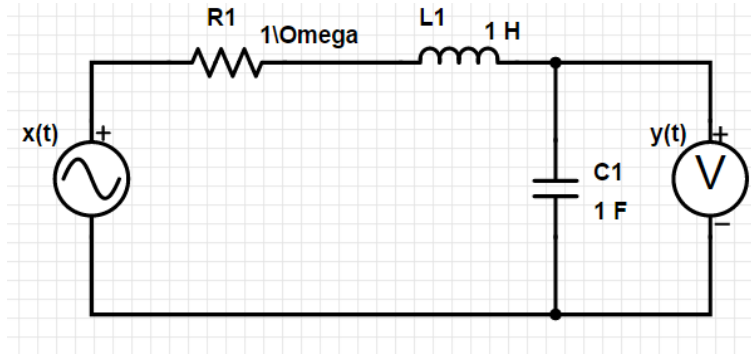 R1
1\Omega
L1
1 H
x(t)
+
y(t)
+
V
C1
1 F
−